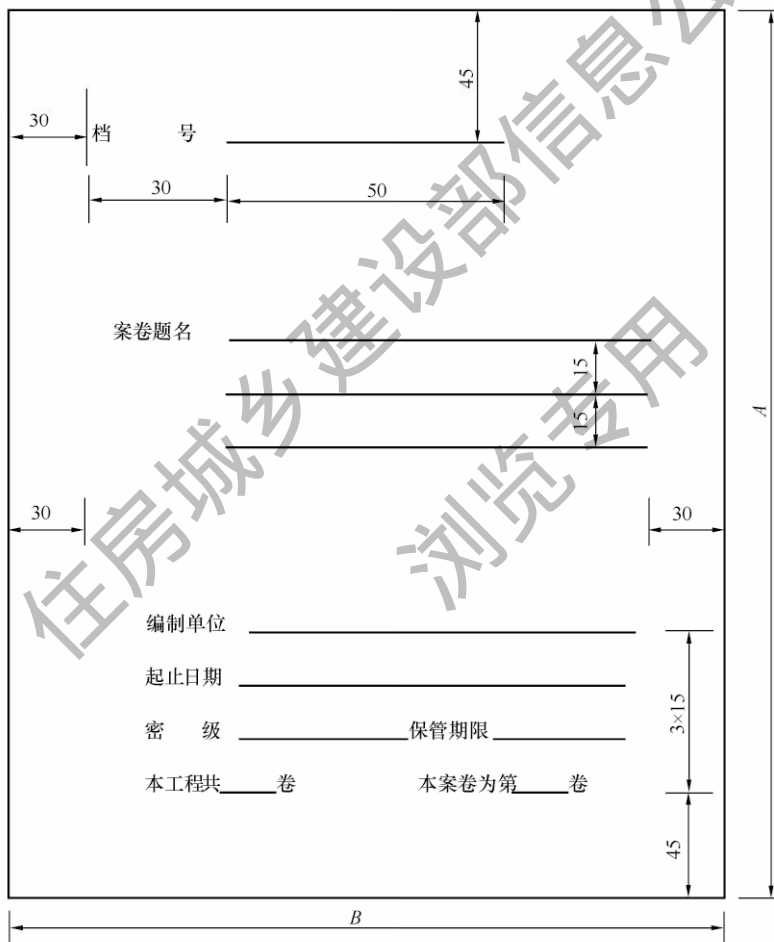 45
30
档 号
30
50
案卷题名
15
15
A
30
30
编制单位
起止日期
3×15
密 级 保管期限
本工程共 卷 本案卷为第 卷
45
B
住房城乡建设部信息公
浏览专用